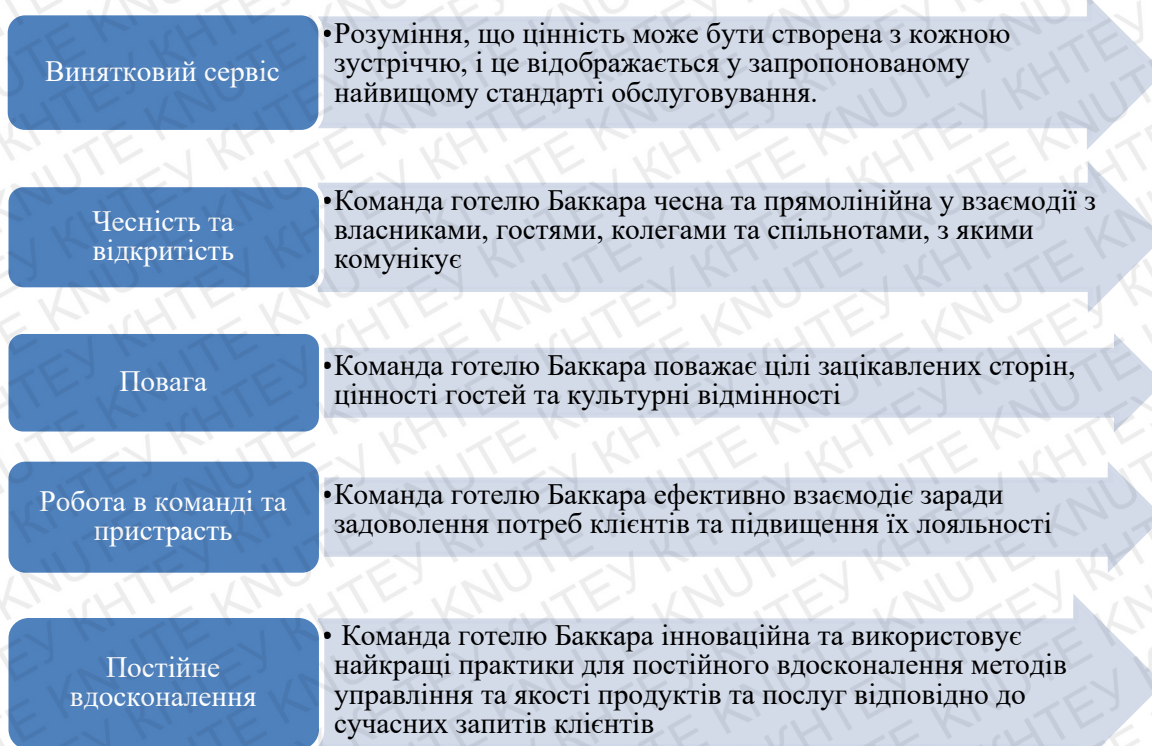 Винятковий сервіс
•Розуміння, що цінність може бути створена з кожною
зустріччю, і це відображається у запропонованому
найвищому стандарті обслуговування.
Чесність та
відкритість
•Команда готелю Баккара чесна та прямолінійна у взаємодії з
власниками, гостями, колегами та спільнотами, з якими
комунікує
Повага
•Команда готелю Баккара поважає цілі зацікавлених сторін,
цінності гостей та культурні відмінності
Робота в команді та
пристрасть
•Команда готелю Баккара ефективно взаємодіє заради
задоволення потреб клієнтів та підвищення їх лояльності
Постійне
вдосконалення
• Команда готелю Баккара інноваційна та використовує
найкращі практики для постійного вдосконалення методів
управління та якості продуктів та послуг відповідно до
сучасних запитів клієнтів